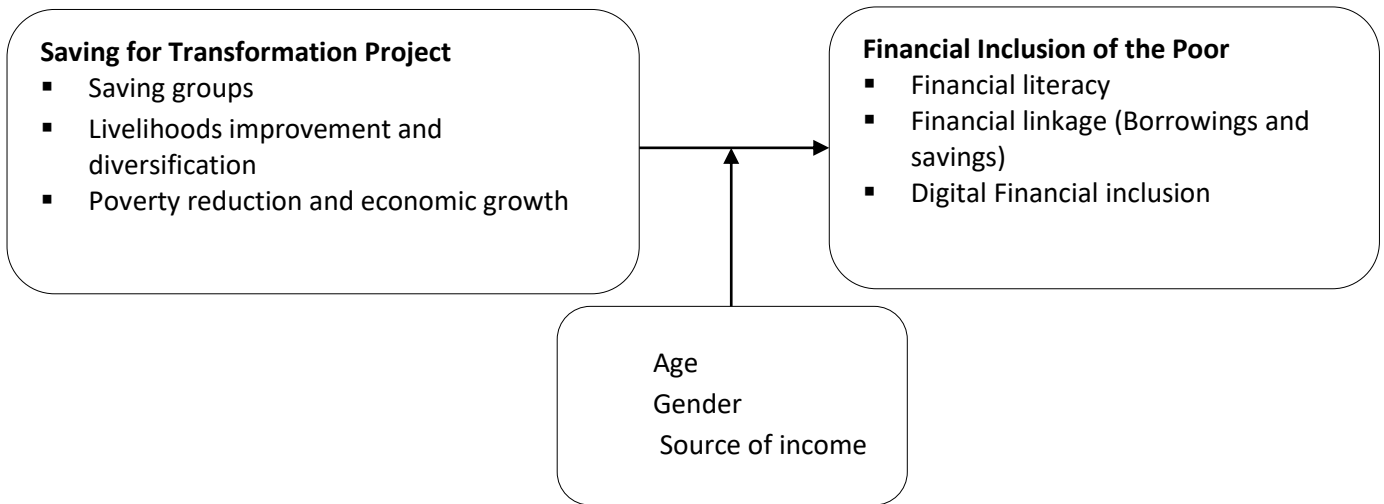 Saving for Transformation Project
▪ Saving groups
▪ Livelihoods improvement and
diversification
▪ Poverty reduction and economic growth
Financial Inclusion of the Poor
▪ Financial literacy
▪ Financial linkage (Borrowings and
savings)
▪ Digital Financial inclusion
Age
Gender
Source of income